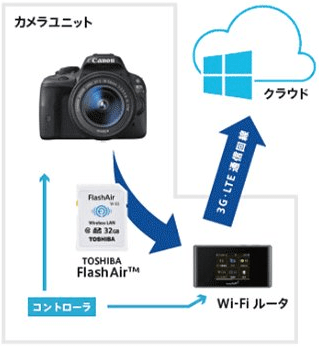 カメラユニット
Canon
クラウド
3G・LTE 通信回線
FlashAir
Wireless LAN
32GB
TOSHIBA
TOSHIBA
FlashAir™
コントローラ
Wi-Fi ルータ